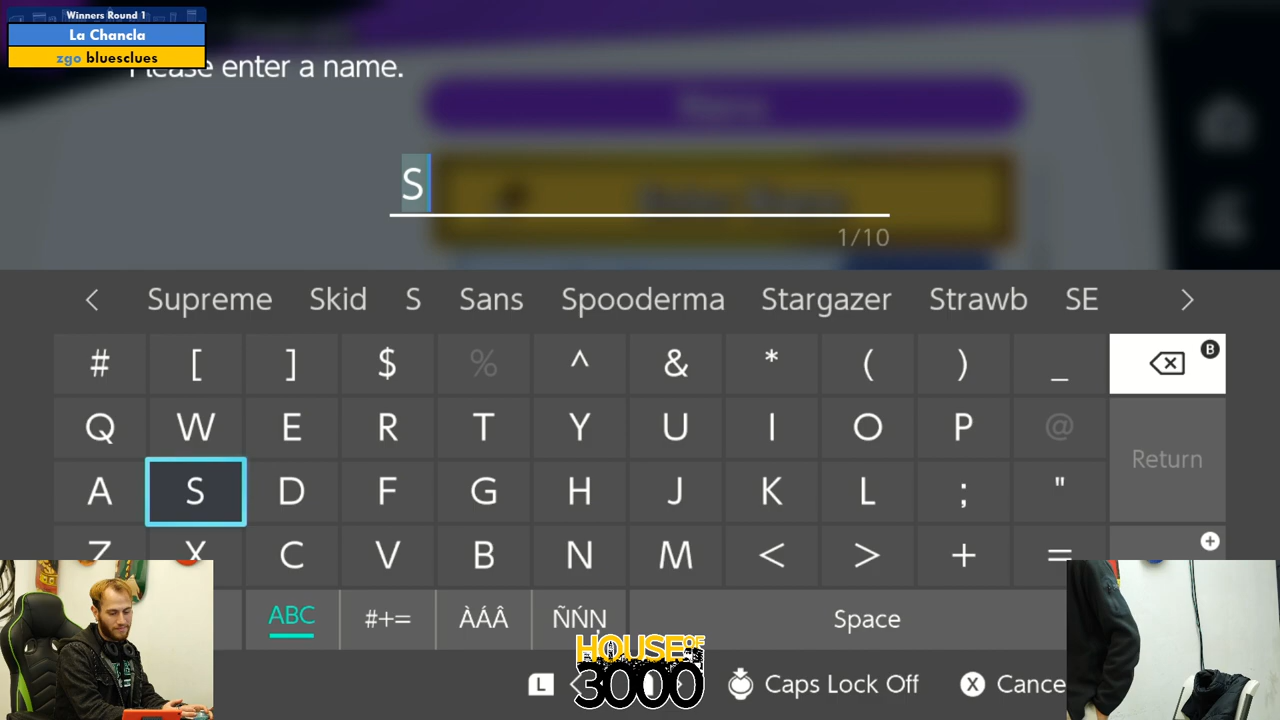 Winners Round 1
La Chancla
zgo bluesclues
Please enter a name.
S
1/10
Supreme Skid S Sans Spooderma Stargazer Strawb SE
# [ ] $ % ^ & * ( ) _ B
Q W E R T Y U I O P @
Return
A S D F G H J K L ; "
Z X C V B N M < > + =
ABC #+= ÀÁÂ ÑŃŅ Space
HOUSE OF
3000
L Caps Lock Off X Cance